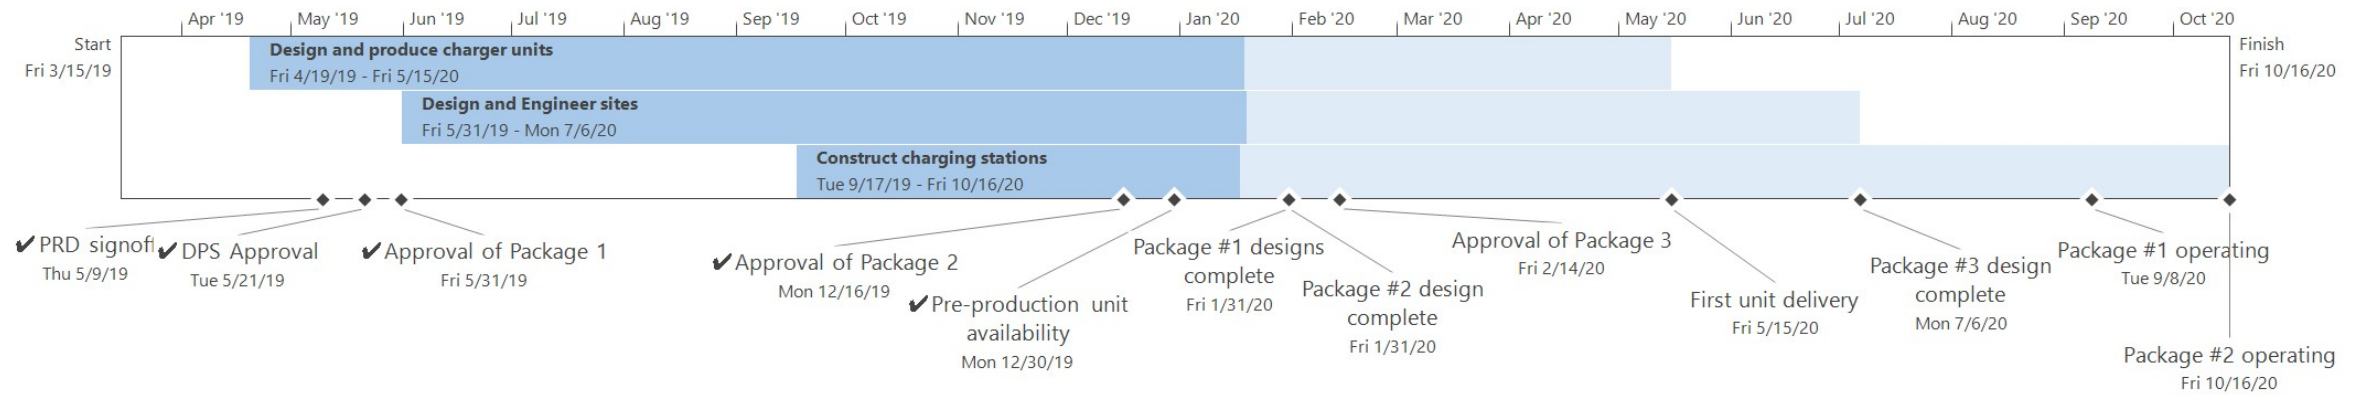 Apr '19 May '19 Jun '19 Jul '19 Aug '19 Sep '19 Oct '19 Nov '19 Dec '19 Jan '20 Feb '20 Mar '20 Apr '20 May '20 Jun '20 Jul '20 Aug '20 Sep '20 Oct '20
Start
Fri 3/15/19
Design and produce charger units
Fri 4/19/19 - Fri 5/15/20
Design and Engineer sites
Fri 5/31/19 - Mon 7/6/20
Construct charging stations
Tue 9/17/19 - Fri 10/16/20
Finish
Fri 10/16/20
✔PRD signoff
Thu 5/9/19
✔DPS Approval
Tue 5/21/19
✔Approval of Package 1
Fri 5/31/19
✔Approval of Package 2
Mon 12/16/19
✔Pre-production unit
availability
Mon 12/30/19
Package #1 designs
complete
Fri 1/31/20
Package #2 design
complete
Fri 1/31/20
Approval of Package 3
Fri 2/14/20
First unit delivery
Fri 5/15/20
Package #3 design
complete
Mon 7/6/20
Package #1 operating
Tue 9/8/20
Package #2 operating
Fri 10/16/20